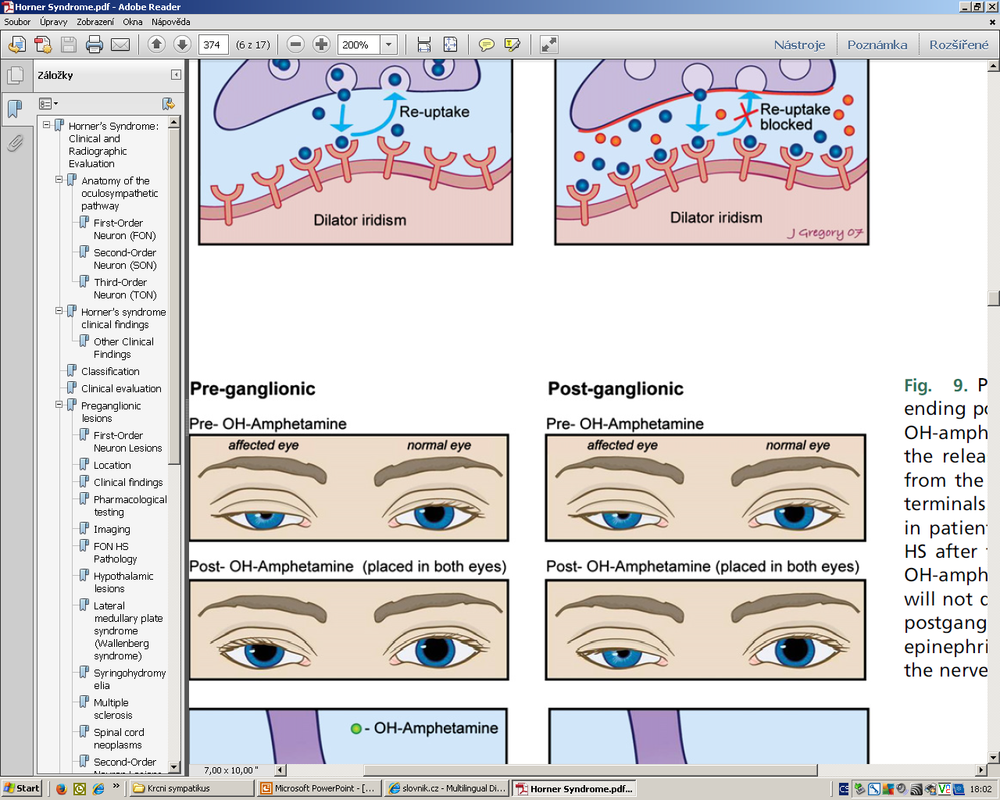 Horner Syndrome.pdf - Adobe Reader
Soubor Úpravy Zobrazení Okna Nápověda
374 (6 z 17) 200% Nástroje Poznámka Rozšířené
Záložky
Horner's Syndrome:
Clinical and
Radiographic
Evaluation
Anatomy of the
oculosympathetic
pathway
First-Order
Neuron (FON)
Second-Order
Neuron (SON)
Third-Order
Neuron (TON)
Horner's syndrome
clinical findings
Other Clinical
Findings
Classification
Clinical evaluation
Preganglionic
lesions
First-Order
Neuron Lesions
Location
Clinical findings
Pharmacological
testing
Imaging
FON HS
Pathology
Hypothalamic
lesions
Lateral
medullary plate
syndrome
(Wallenberg
syndrome)
Syringohydromy
elia
Multiple
sclerosis
Spinal cord
neoplasms
Second-Order
Neuron Lesions
Re-uptake
Dilator iridism
Re-uptake
blocked
Dilator iridism
J Gregory 07
Pre-ganglionic
Pre- OH-Amphetamine
affected eye normal eye
Post- OH-Amphetamine (placed in both eyes)
- OH-Amphetamine
Post-ganglionic
Pre- OH-Amphetamine
affected eye normal eye
Post- OH-Amphetamine (placed in both eyes)
Fig. 9. P
ending po
OH-amph
the relea
from the
terminals
in patien
HS after
OH-amph
will not d
postgang
epinephri
the nerve
7,00 x 10,00 "
Start » Krcni sympatikus Microsoft PowerPoint - [... slovnik.cz - Multilingual Di... Horner Syndrome.pdf... CS 18:02